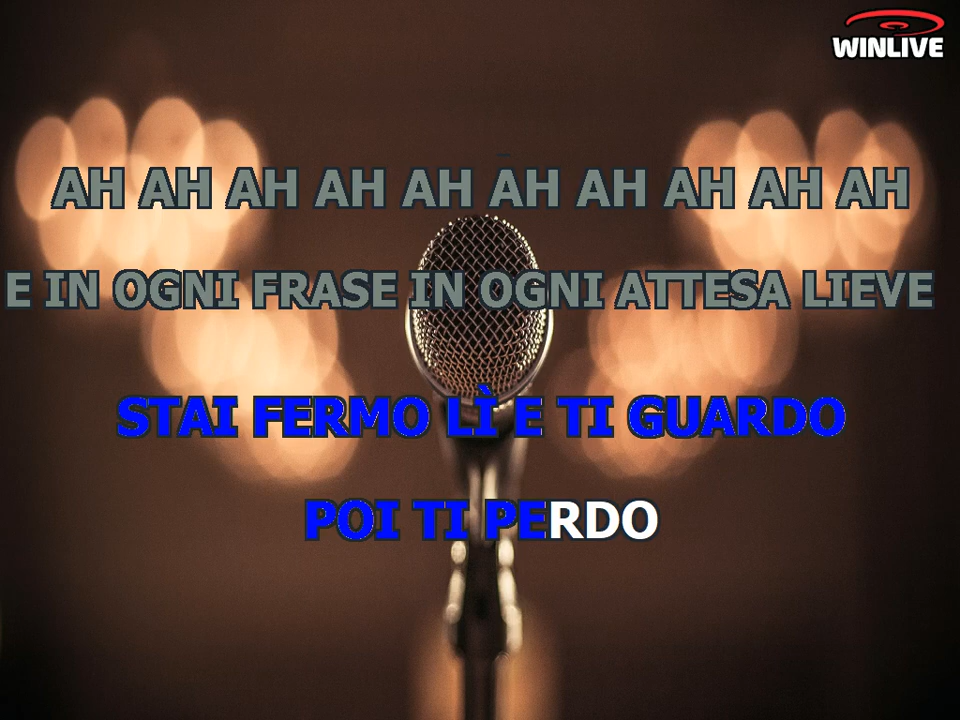 WINLIVE
AH AH AH AH AH AH AH AH AH AH
E IN OGNI FRASE IN OGNI ATTESA LIEVE
STAI FERMO LÌ E TI GUARDO
POI TI PERDO